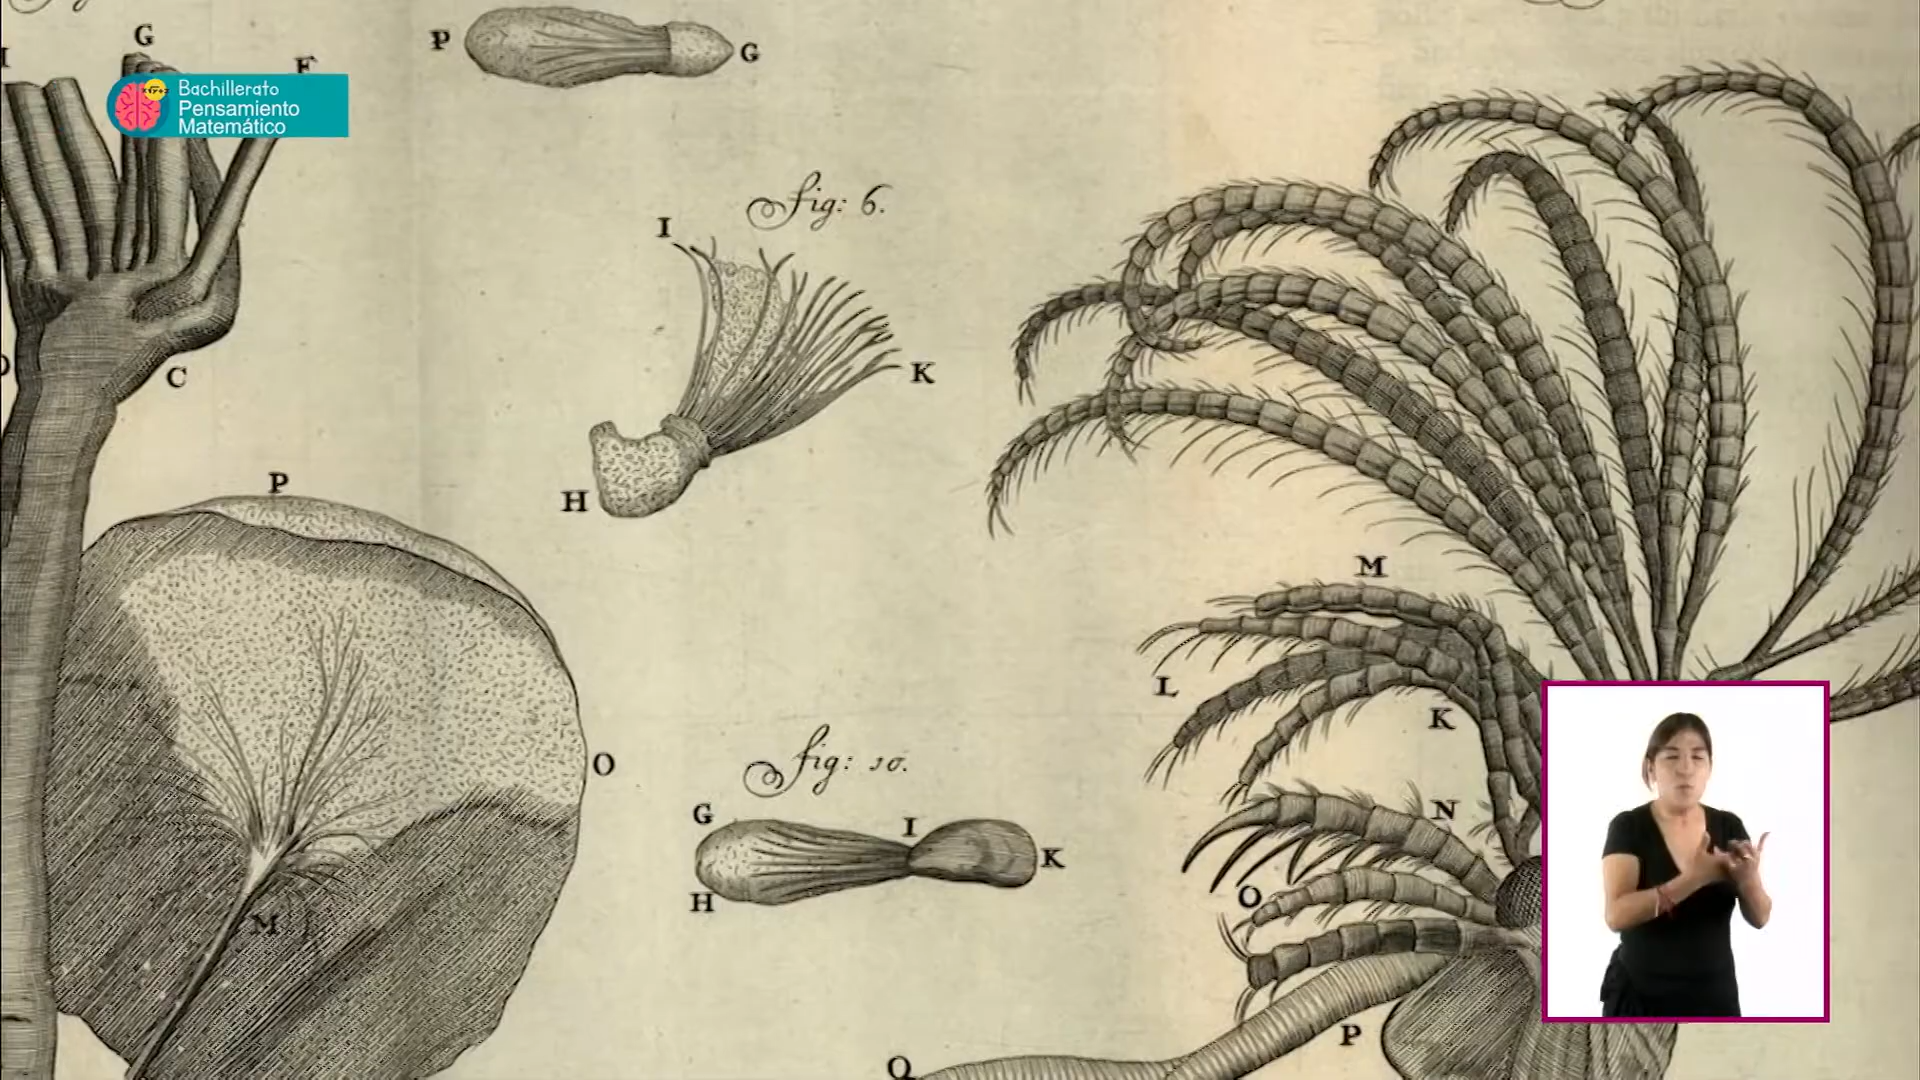 G
F
P
G
Bachillerato
Pensamiento
Matemático
fig: 6.
I
K
C
H
P
M
L
K
O
fig: 10.
G
I
K
H
N
O
M
P
Q